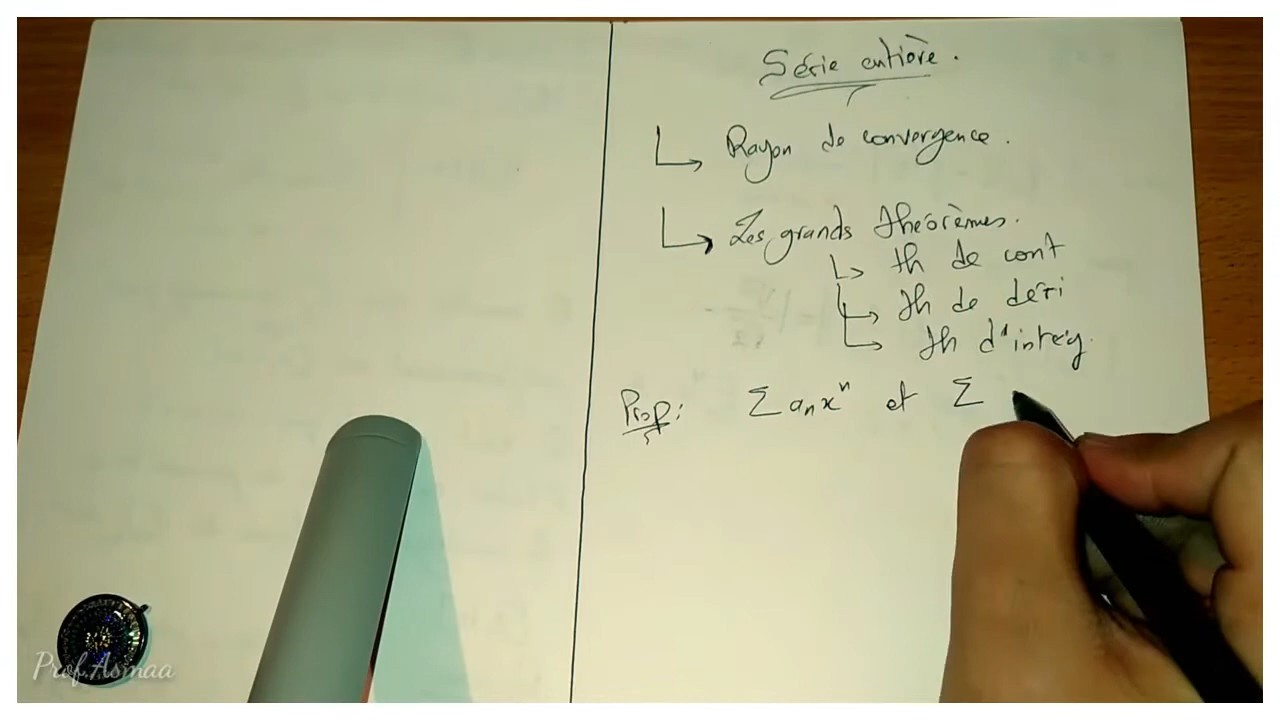 Série entière.
Rayon de convergence.
Les grands théorèmes.
th de cont
th de déri
th d'intég.
Prop: Σ aₙxⁿ et Σ
Prof.Asmaa